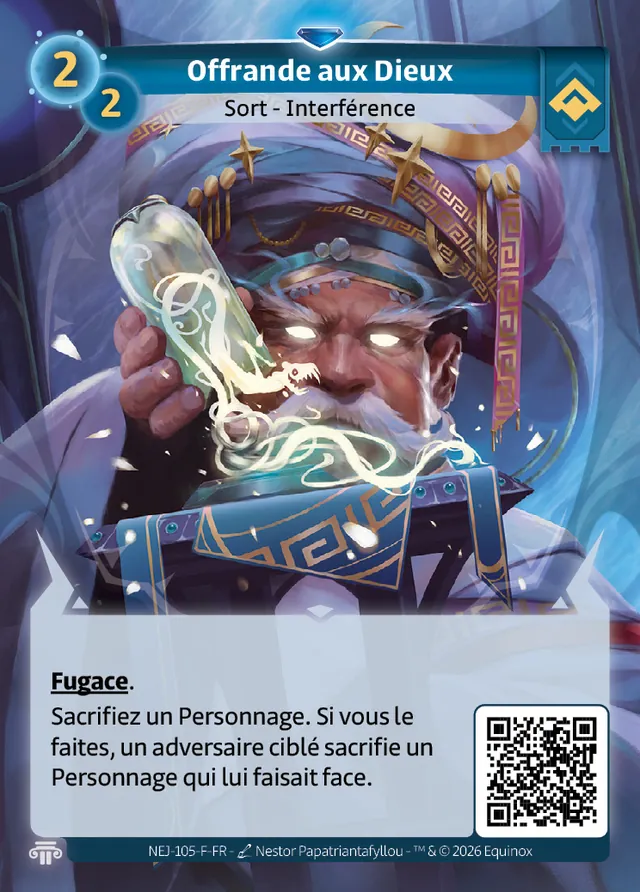 2
Offrande aux Dieux
2
Sort - Interférence
Fugace.
Sacrifiez un Personnage. Si vous le
faites, un adversaire ciblé sacrifie un
Personnage qui lui faisait face.
NEJ-105-F-FR - Nestor Papatriantafyllou - ™ & © 2026 Equinox